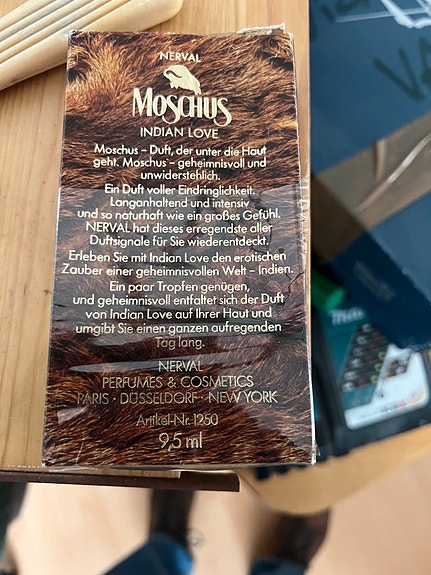 NERVAL
MOSCHUS
INDIAN LOVE
Moschus – Duft, der unter die Haut
geht. Moschus – geheimnisvoll und
unwiderstehlich.
Ein Duft voller Eindringlichkeit.
Langanhaltend und intensiv
und so naturhaft wie ein großes Gefühl.
NERVAL hat dieses erregendste aller
Duftsignale für Sie wiederentdeckt.
Erleben Sie mit Indian Love den erotischen
Zauber einer geheimnisvollen Welt – Indien.
Ein paar Tropfen genügen,
und geheimnisvoll entfaltet sich der Duft
von Indian Love auf Ihrer Haut und
umgibt Sie einen ganzen aufregenden
Tag lang.
NERVAL
PERFUMES & COSMETICS
PARIS · DÜSSELDORF · NEW YORK
Artikel-Nr. 1250
9,5 ml